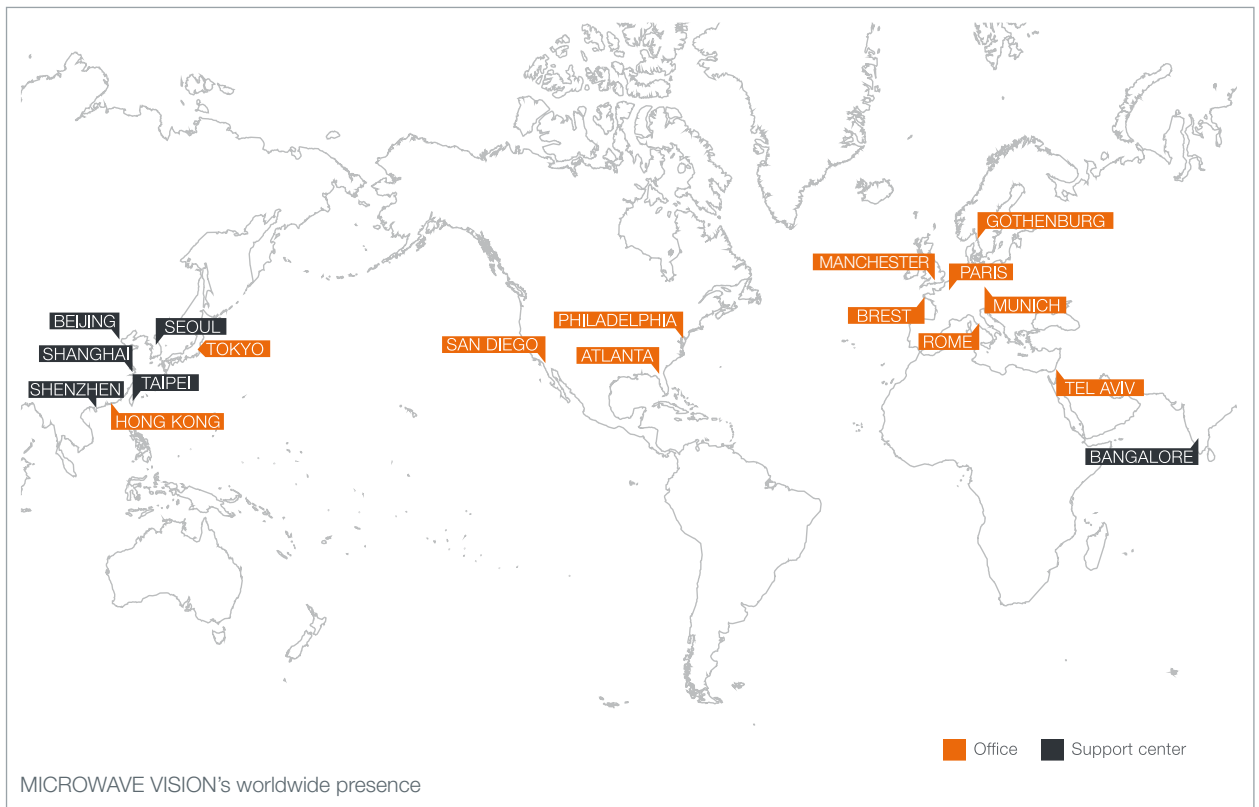 GOTHENBURG
MANCHESTER
PARIS
MUNICH
BREST
ROME
BEIJING
SEOUL
PHILADELPHIA
SHANGHAI
TOKYO
SAN DIEGO
ATLANTA
SHENZHEN
TAIPEI
TEL AVIV
HONG KONG
BANGALORE
Office
Support center
MICROWAVE VISION's worldwide presence